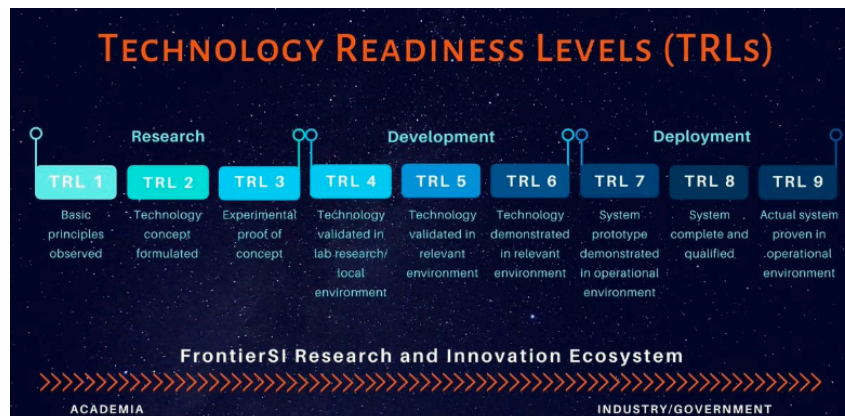 TECHNOLOGY READINESS LEVELS (TRLS)
Research
Development
Deployment
TRL 1
TRL 2
TRL 3
TRL 4
TRL 5
TRL 6
TRL 7
TRL 8
TRL 9
Basic
principles
observed
Technology
concept
formulated
Experimental
proof of
concept
Technology
validated in
lab research/
local
environment
Technology
validated in
relevant
environment
Technology
demonstrated
in relevant
environment
System
prototype
demonstrated
in operational
environment
System
complete and
qualified
Actual system
proven in
operational
environment
FrontierSI Research and Innovation Ecosystem
ACADEMIA
INDUSTRY/GOVERNMENT